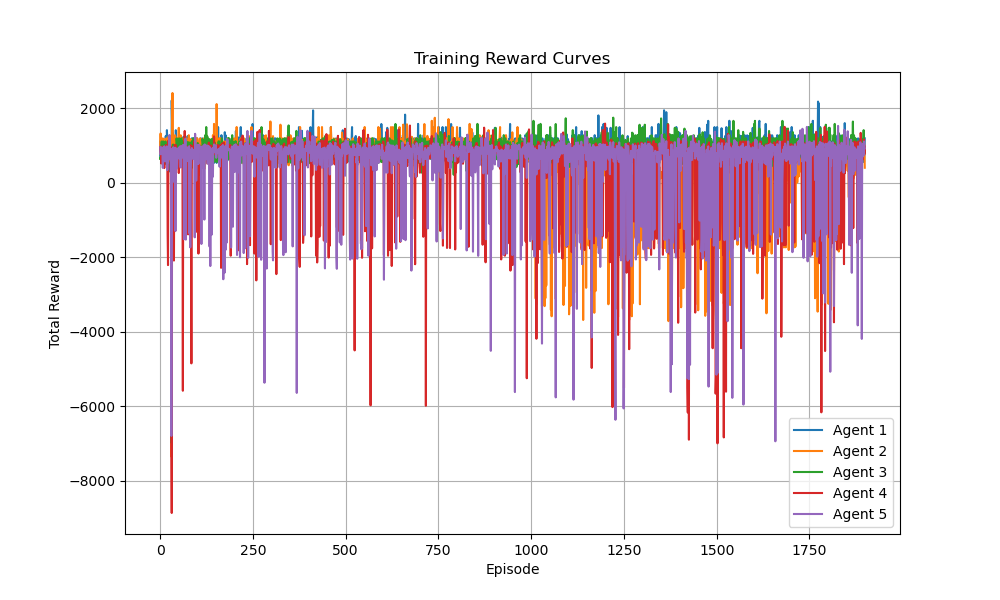 Training Reward Curves
Total Reward
2000
0
−2000
−4000
−6000
−8000
0 250 500 750 1000 1250 1500 1750
Episode
Agent 1
Agent 2
Agent 3
Agent 4
Agent 5